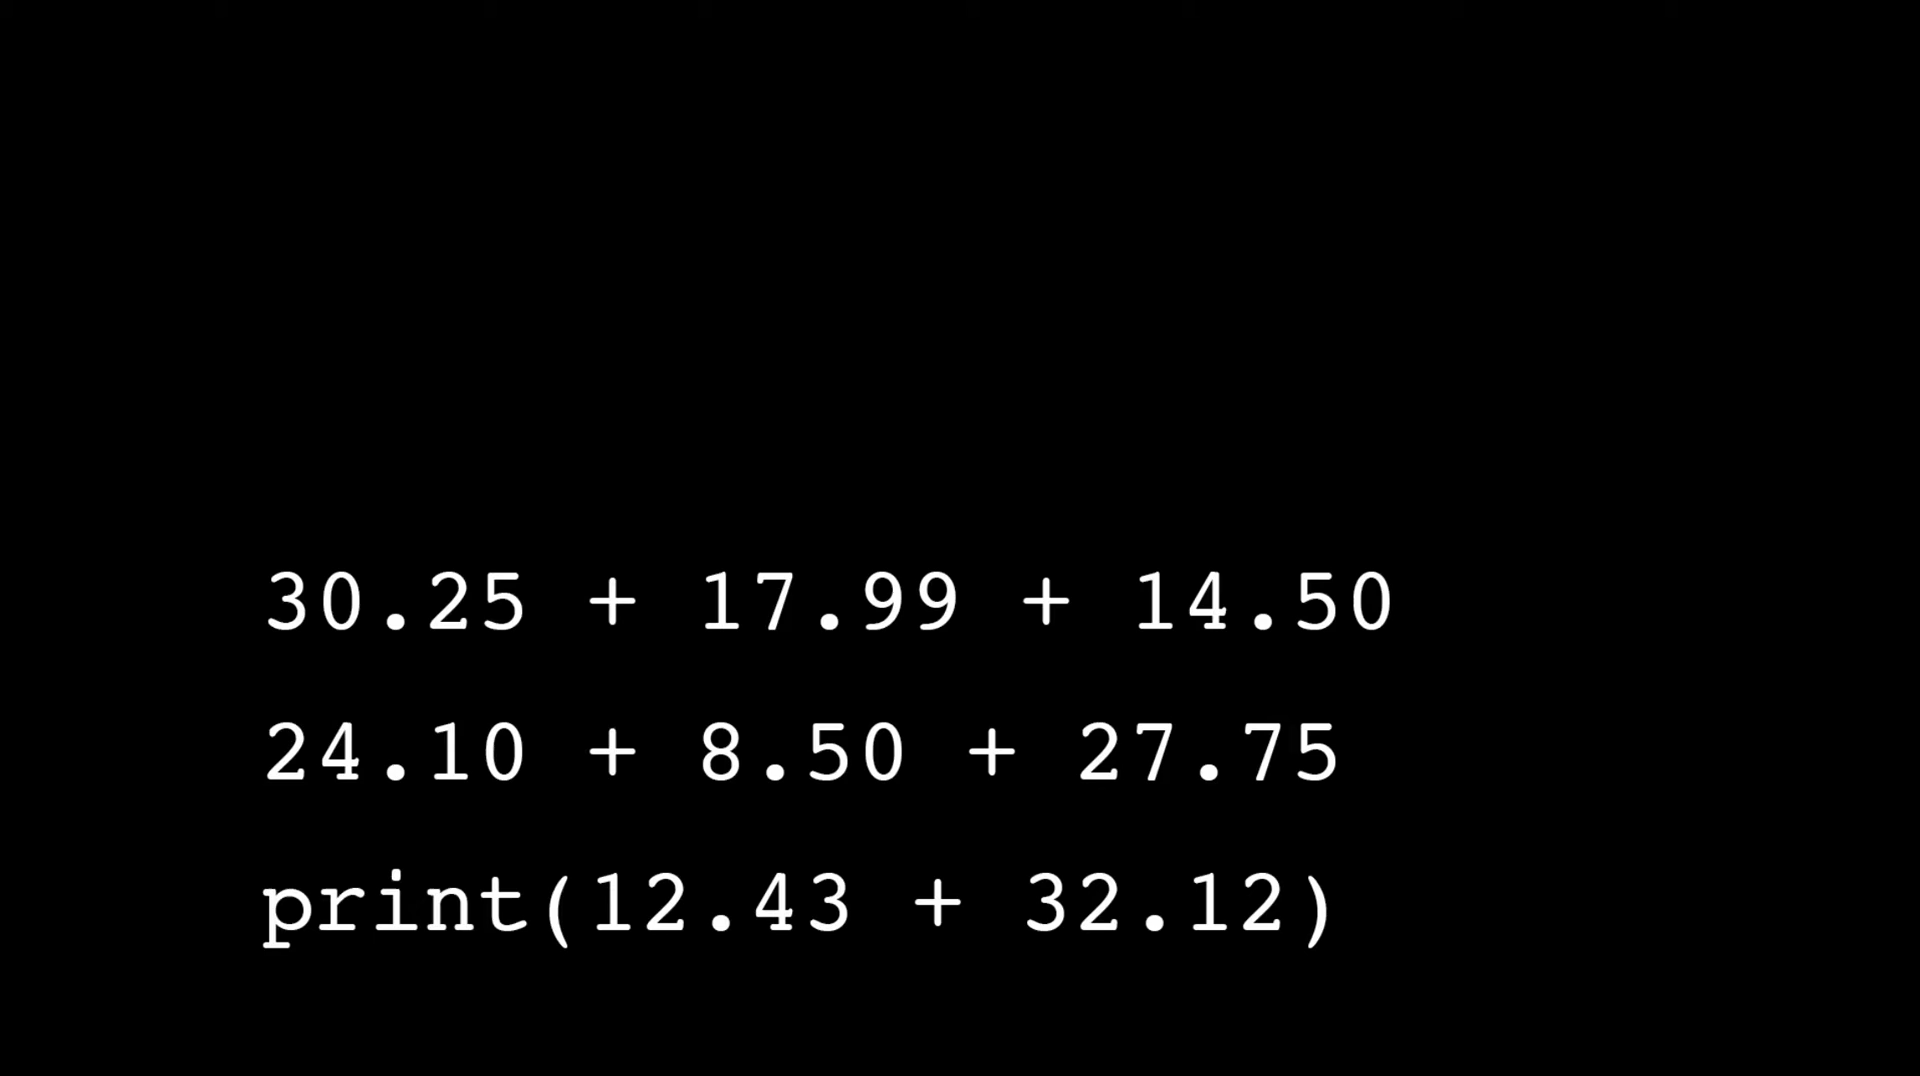 30.25 + 17.99 + 14.50
24.10 + 8.50 + 27.75
print(12.43 + 32.12)